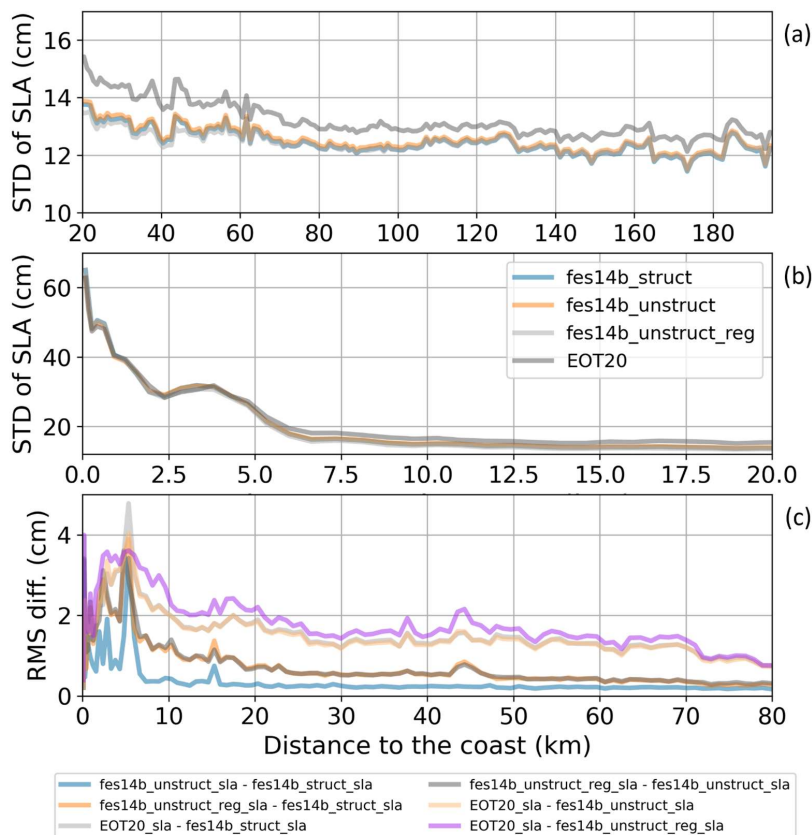 (a)
STD of SLA (cm)
16
14
12
10
20 40 60 80 100 120 140 160 180
(b)
STD of SLA (cm)
60
40
20
fes14b_struct
fes14b_unstruct
fes14b_unstruct_reg
EOT20
0.0 2.5 5.0 7.5 10.0 12.5 15.0 17.5 20.0
(c)
RMS diff. (cm)
4
2
0
0 10 20 30 40 50 60 70 80
Distance to the coast (km)
fes14b_unstruct_sla - fes14b_struct_sla
fes14b_unstruct_reg_sla - fes14b_struct_sla
EOT20_sla - fes14b_struct_sla
fes14b_unstruct_reg_sla - fes14b_unstruct_sla
EOT20_sla - fes14b_unstruct_sla
EOT20_sla - fes14b_unstruct_reg_sla